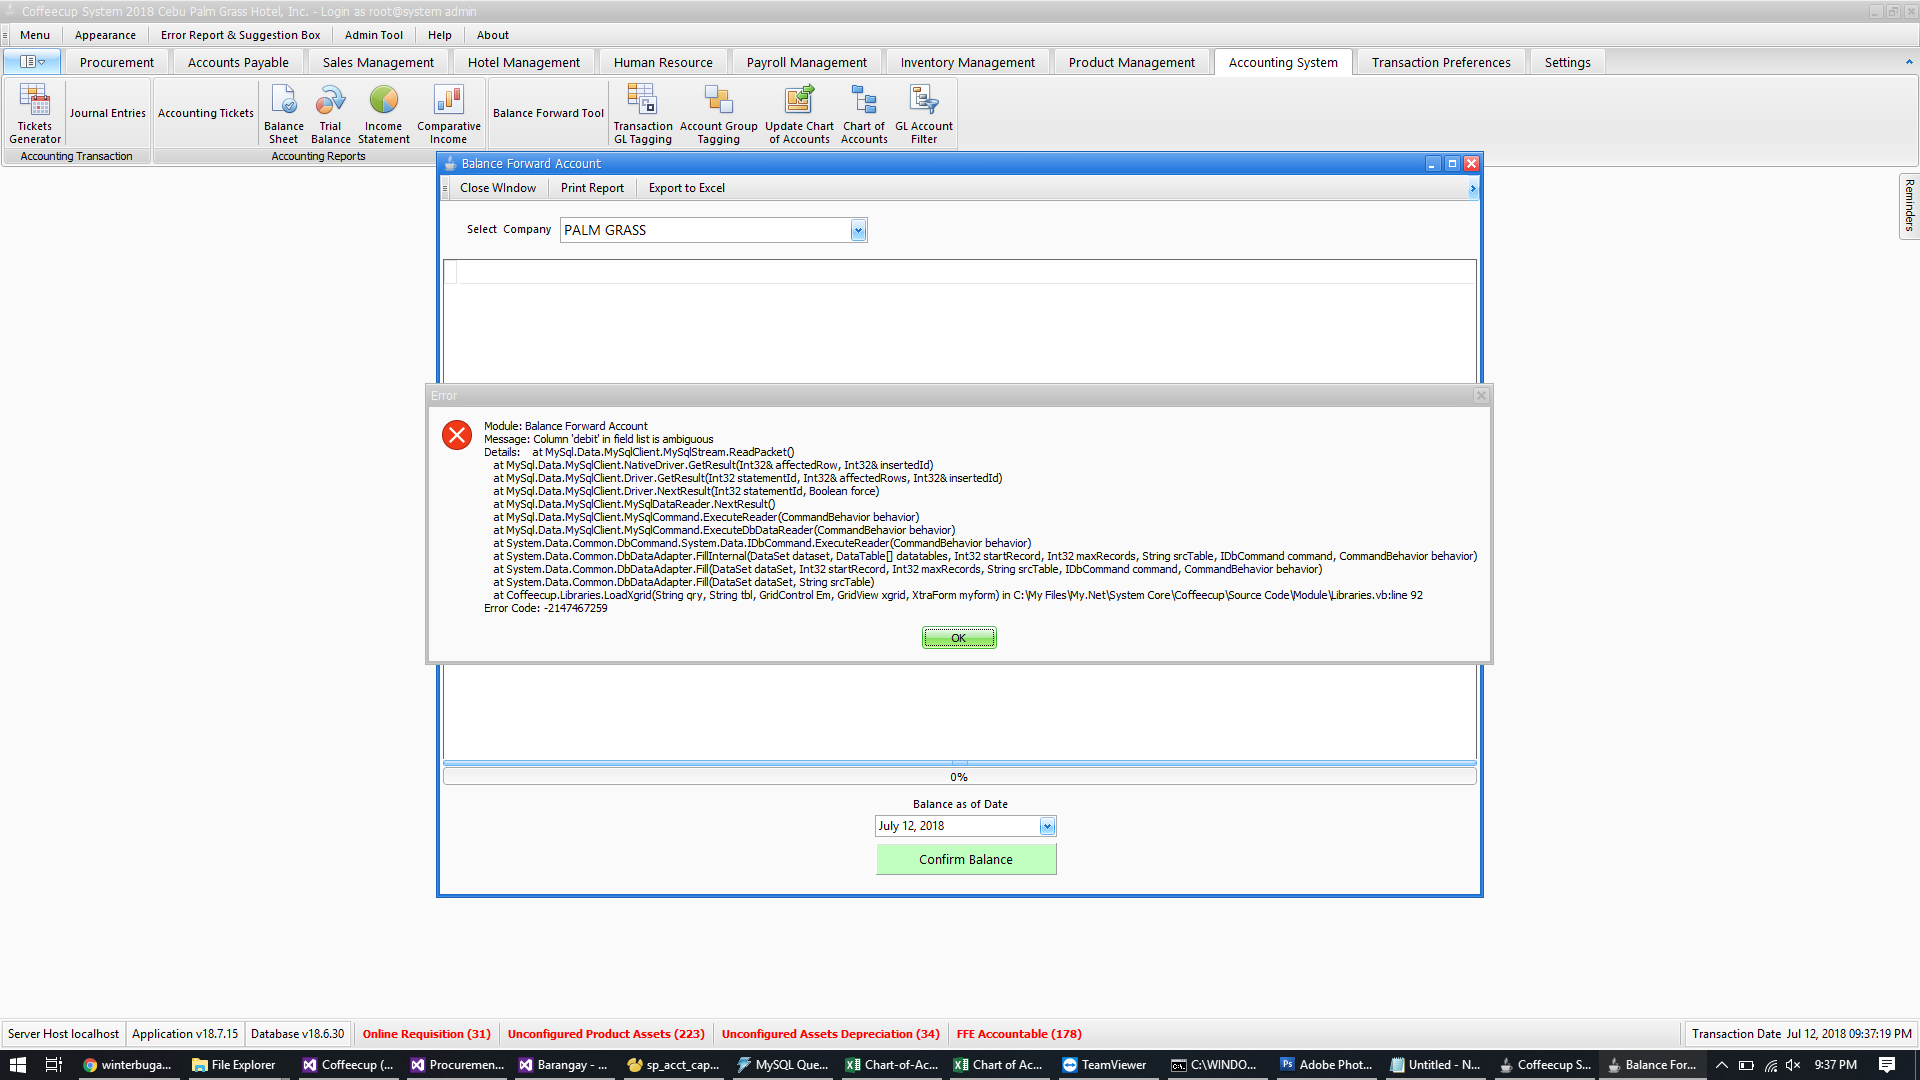 Coffeecup System 2018 Cebu Palm Grass Hotel, Inc. - Login as root@system admin
Menu Appearance Error Report & Suggestion Box Admin Tool Help About
Procurement Accounts Payable Sales Management Hotel Management Human Resource Payroll Management Inventory Management Product Management Accounting System Transaction Preferences Settings
Tickets Generator
Journal Entries
Accounting Transaction
Accounting Tickets
Balance Sheet
Trial Balance
Income Statement
Comparative Income
Accounting Reports
Balance Forward Tool
Transaction GL Tagging
Account Group Tagging
Update Chart of Accounts
Chart of Accounts
GL Account Filter
Reminders
Balance Forward Account
Close WIndow Print Report Export to Excel
Select Company PALM GRASS
Error
Module: Balance Forward Account
Message: Column 'debit' in field list is ambiguous
Details: at MySql.Data.MySqlClient.MySqlStream.ReadPacket()
at MySql.Data.MySqlClient.NativeDriver.GetResult(Int32& affectedRow, Int32& insertedId)
at MySql.Data.MySqlClient.Driver.GetResult(Int32 statementId, Int32& affectedRows, Int32& insertedId)
at MySql.Data.MySqlClient.Driver.NextResult(Int32 statementId, Boolean force)
at MySql.Data.MySqlClient.MySqlDataReader.NextResult()
at MySql.Data.MySqlClient.MySqlCommand.ExecuteReader(CommandBehavior behavior)
at MySql.Data.MySqlClient.MySqlCommand.ExecuteDbDataReader(CommandBehavior behavior)
at System.Data.Common.DbCommand.System.Data.IDbCommand.ExecuteReader(CommandBehavior behavior)
at System.Data.Common.DbDataAdapter.FillInternal(DataSet dataset, DataTable[] datatables, Int32 startRecord, Int32 maxRecords, String srcTable, IDbCommand command, CommandBehavior behavior)
at System.Data.Common.DbDataAdapter.Fill(DataSet dataSet, Int32 startRecord, Int32 maxRecords, String srcTable, IDbCommand command, CommandBehavior behavior)
at System.Data.Common.DbDataAdapter.Fill(DataSet dataSet, String srcTable)
at Coffeecup.Libraries.LoadXgrid(String qry, String tbl, GridControl Em, GridView xgrid, XtraForm myform) in C:\My Files\My.Net\System Core\Coffeecup\Source Code\Module\Libraries.vb:line 92
Error Code: -2147467259
OK
0%
Balance as of Date
July 12, 2018
Confirm Balance
Server Host localhost Application v18.7.15 Database v18.6.30 Online Requisition (31) Unconfigured Product Assets (223) Unconfigured Assets Depreciation (34) FFE Accountable (178) Transaction Date Jul 12, 2018 09:37:19 PM
winterbuga... File Explorer Coffeecup (... Procuremen... Barangay - ... sp_acct_cap... MySQL Que... Chart-of-Ac... Chart of Ac... TeamViewer C:\WINDO... Adobe Phot... Untitled - N... Coffeecup S... Balance For... 9:37 PM